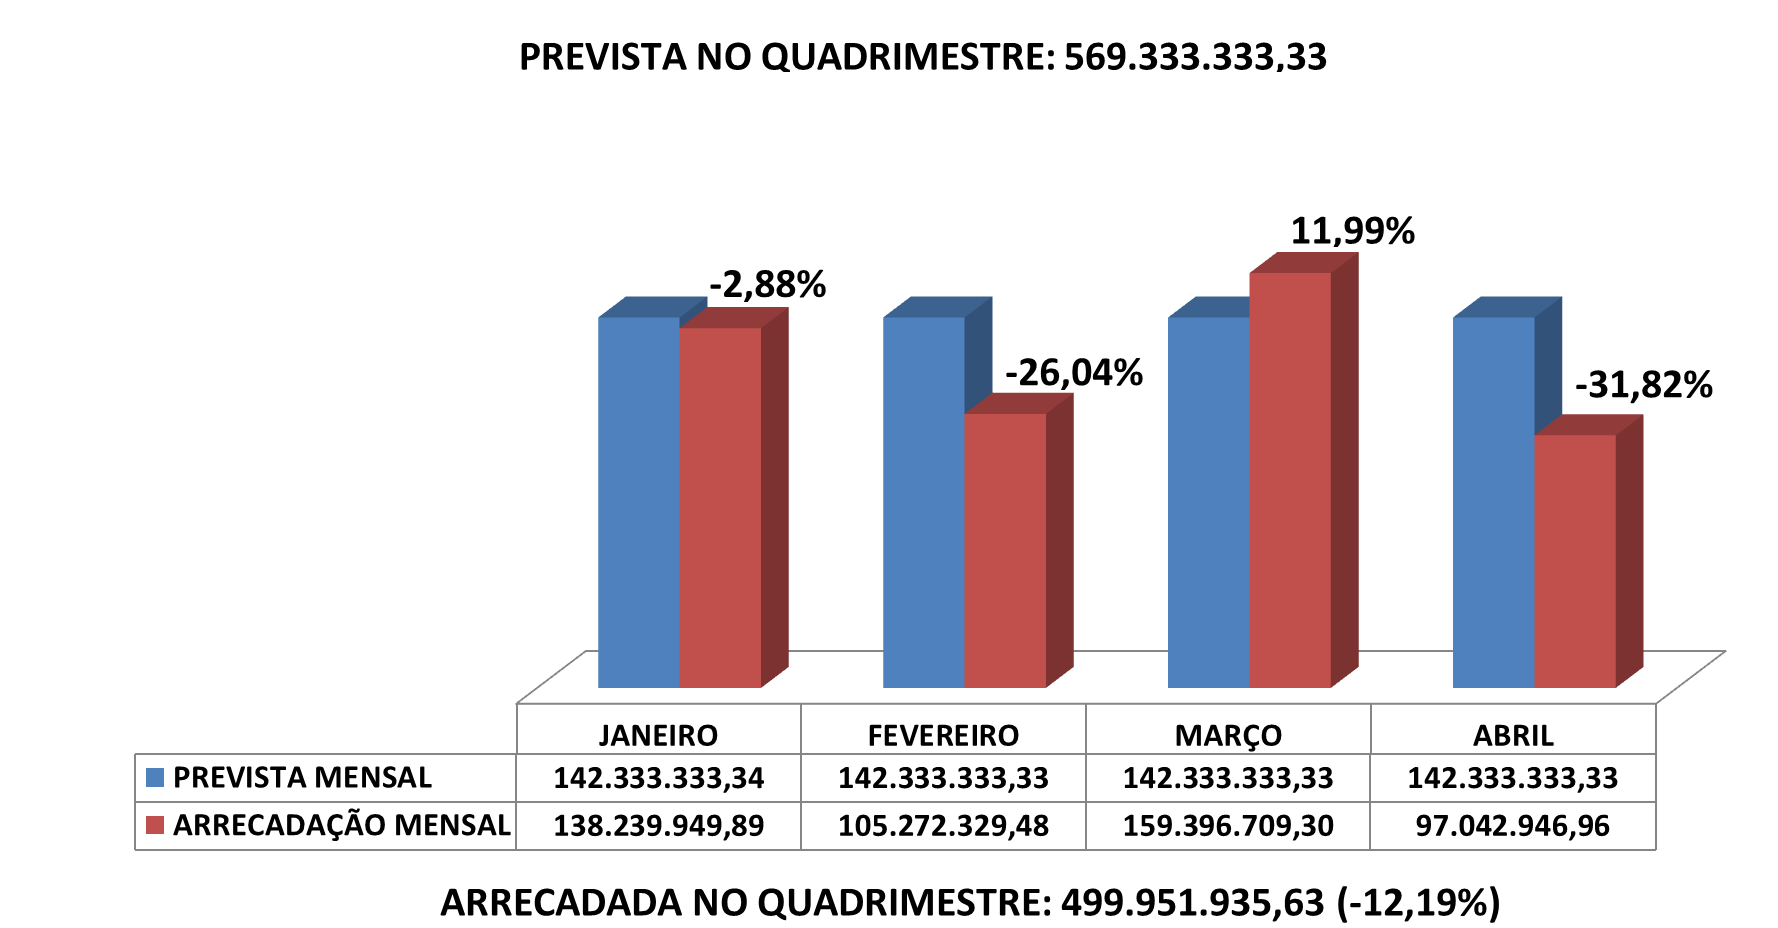 PREVISTA NO QUADRIMESTRE: 569.333.333,33
11,99%
-2,88%
-26,04%
-31,82%
JANEIRO FEVEREIRO MARÇO ABRIL
PREVISTA MENSAL 142.333.333,34 142.333.333,33 142.333.333,33 142.333.333,33
ARRECADAÇÃO MENSAL 138.239.949,89 105.272.329,48 159.396.709,30 97.042.946,96
ARRECADADA NO QUADRIMESTRE: 499.951.935,63 (-12,19%)